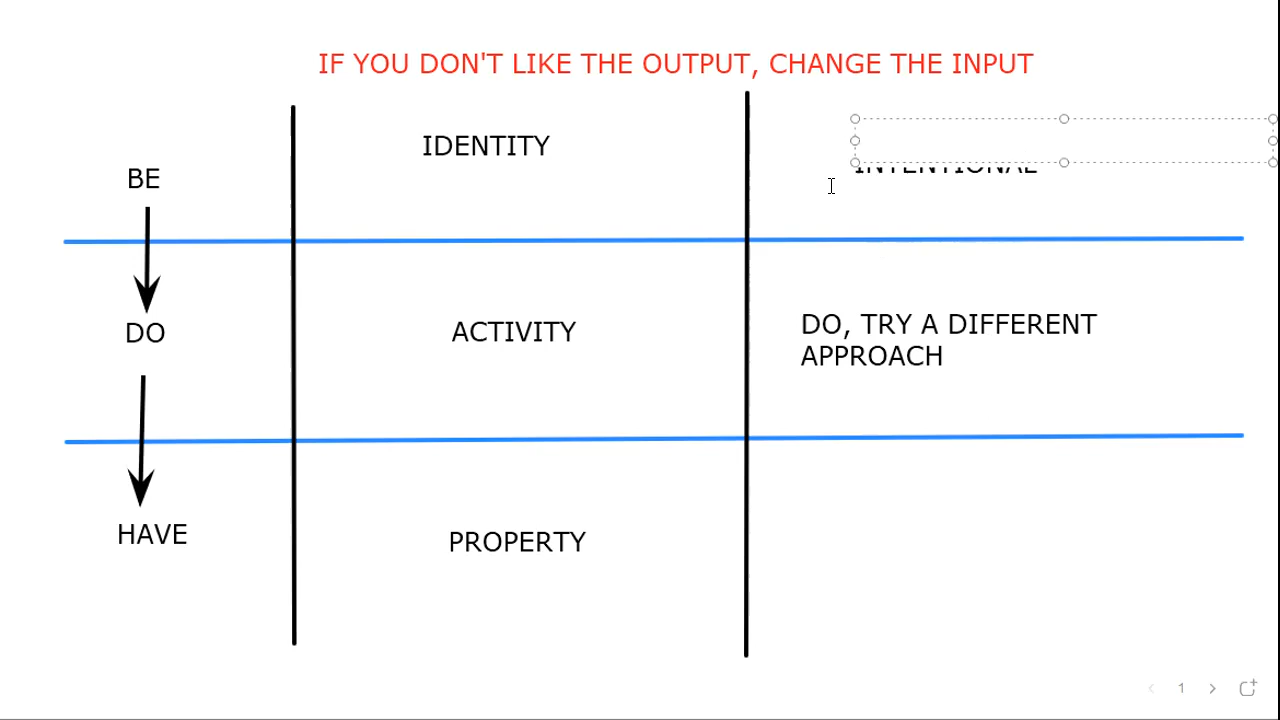 IF YOU DON'T LIKE THE OUTPUT, CHANGE THE INPUT
BE
IDENTITY
INTENTIONAL
DO
ACTIVITY
DO, TRY A DIFFERENT
APPROACH
HAVE
PROPERTY
1